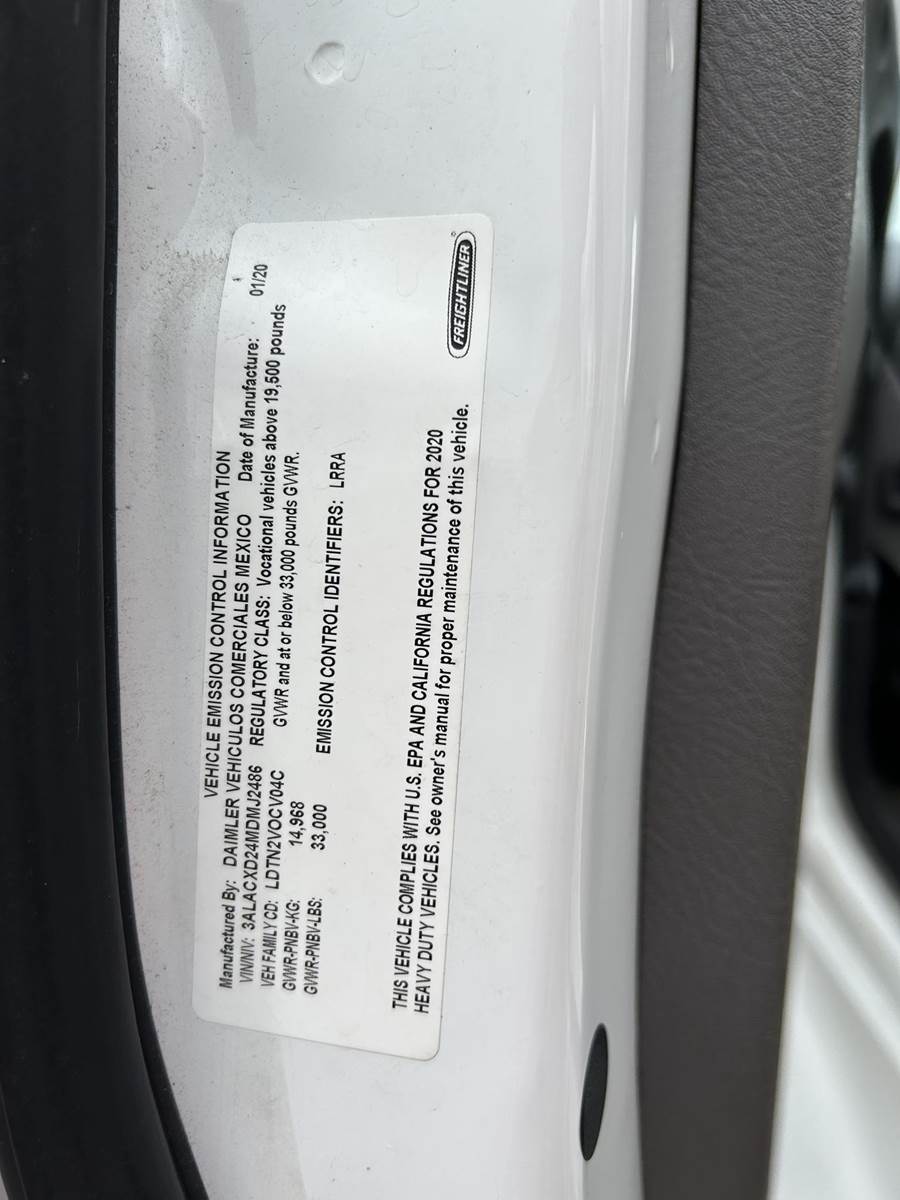 VEHICLE EMISSION CONTROL INFORMATION
Manufactured By: DAIMLER VEHICULOS COMERCIALES MEXICO Date of Manufacture: 01/20
VIN/NIV: 3ALACXD24MDMJ2486 REGULATORY CLASS: Vocational vehicles above 19,500 pounds
VEH FAMILY CD: LDTN2VOCV04C GVWR and at or below 33,000 pounds GVWR.
GVWR-PNBV-KG: 14,968
GVWR-PNBV-LBS: 33,000 EMISSION CONTROL IDENTIFIERS: LRRA
THIS VEHICLE COMPLIES WITH U.S. EPA AND CALIFORNIA REGULATIONS FOR 2020
HEAVY DUTY VEHICLES. See owner's manual for proper maintenance of this vehicle.
FREIGHTLINER®